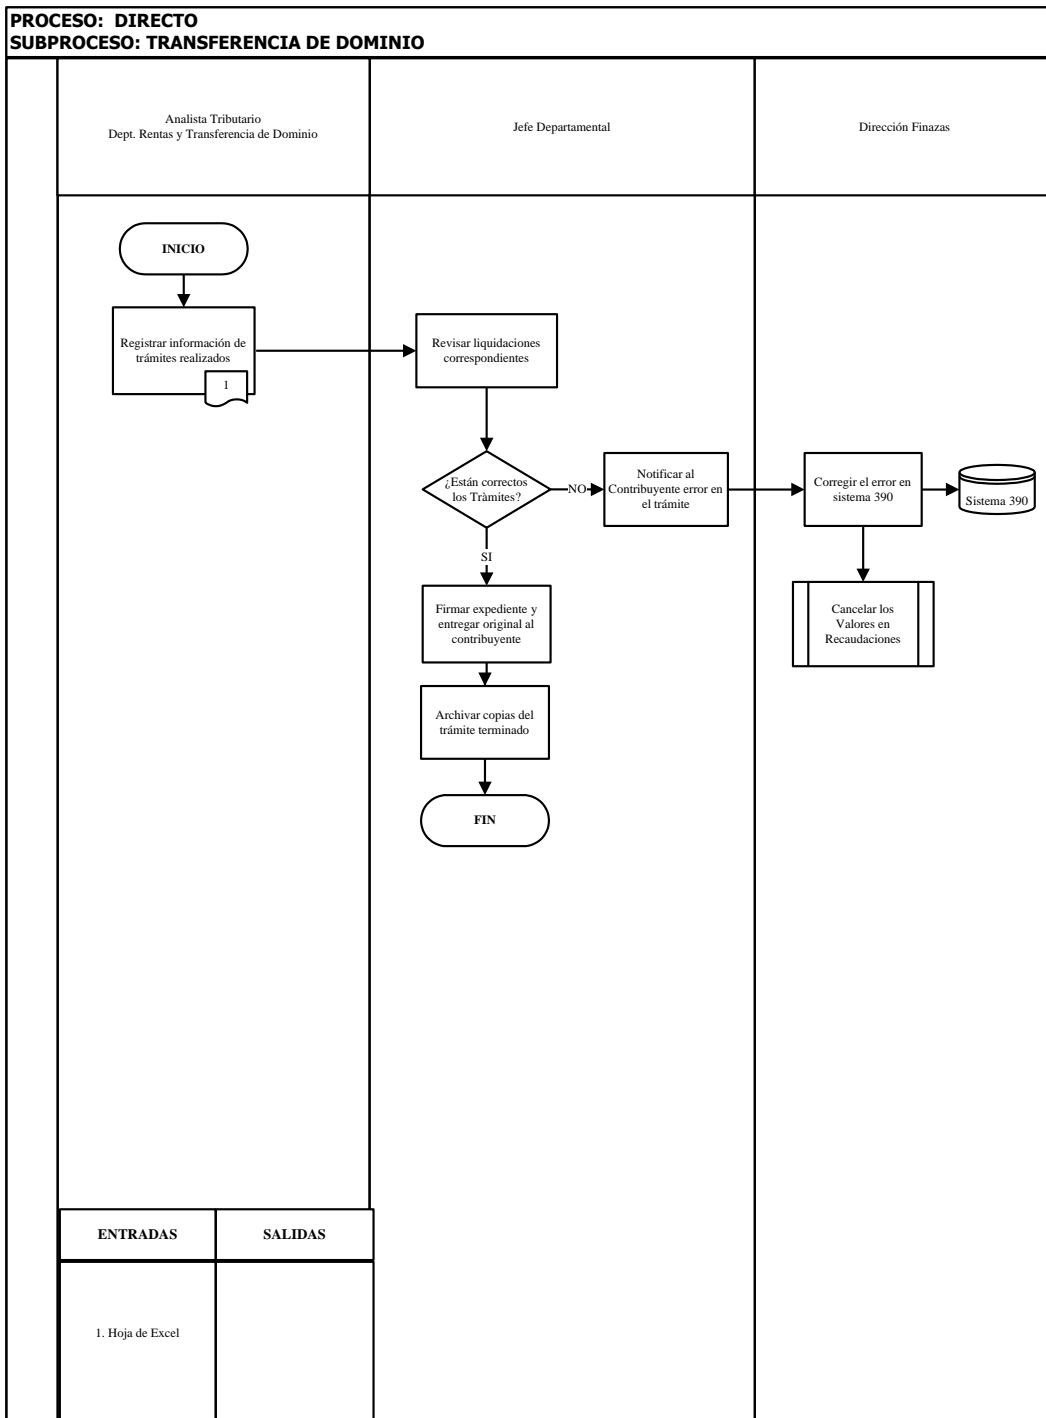 PROCESO: DIRECTO
SUBPROCESO: TRANSFERENCIA DE DOMINIO
Analista Tributario
Dept. Rentas y Transferencia de Dominio
Jefe Departamental
Dirección Finazas
INICIO
Registrar información de
trámites realizados
1
Revisar liquidaciones
correspondientes
¿Están correctos
los Tràmites?
NO
Notificar al
Contribuyente error en
el trámite
Corregir el error en
sistema 390
Sistema 390
SI
Firmar expediente y
entregar original al
contribuyente
Cancelar los
Valores en
Recaudaciones
Archivar copias del
trámite terminado
FIN
ENTRADAS
SALIDAS
1. Hoja de Excel